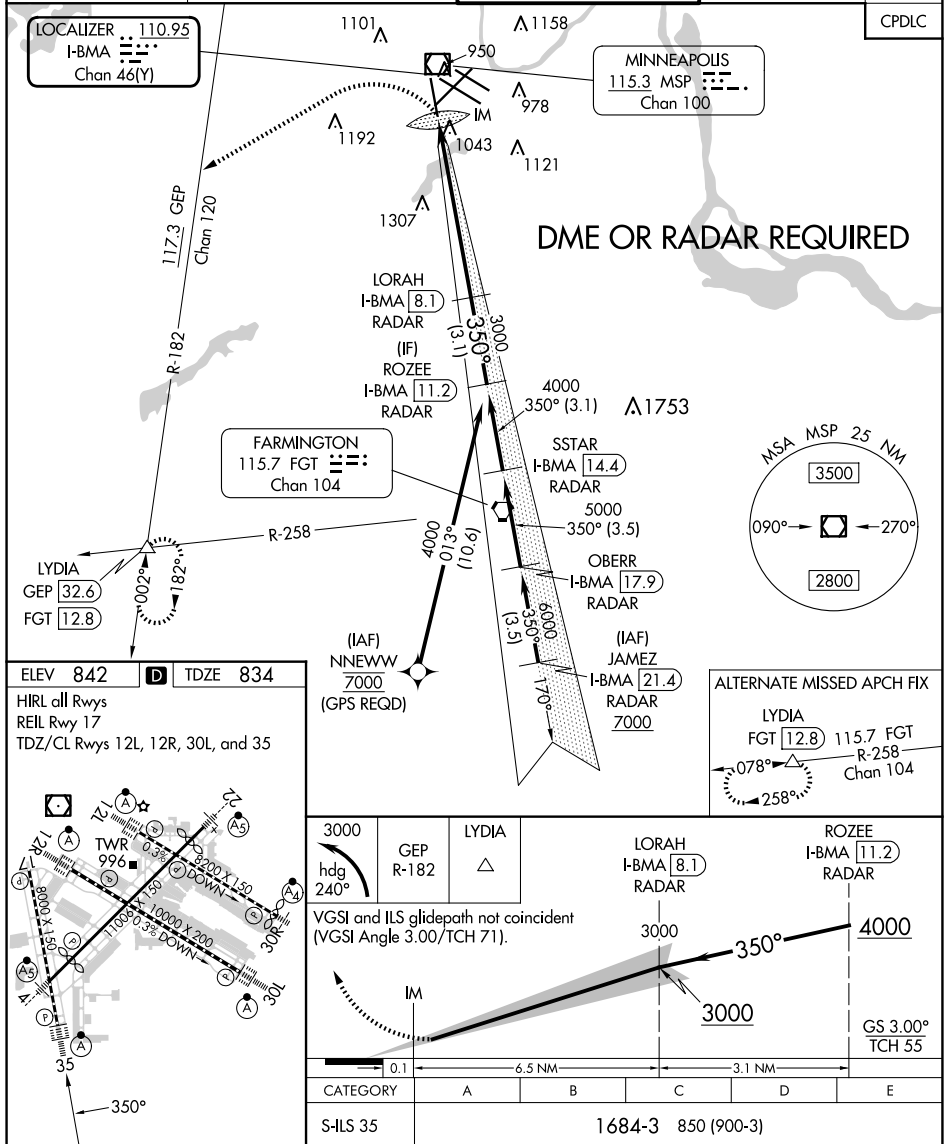 CPDLC
LOCALIZER 110.95
I-BMA
Chan 46(Y)
1101
1158
950
MINNEAPOLIS
115.3 MSP
Chan 100
978
IM
1192
1043
1121
1307
117.3 GEP
Chan 120
R-182
DME OR RADAR REQUIRED
LORAH
I-BMA 8.1
RADAR
350°
3000
(3.1)
(IF)
ROZEE
I-BMA 11.2
RADAR
4000
350° (3.1)
1753
FARMINGTON
115.7 FGT
Chan 104
SSTAR
I-BMA 14.4
RADAR
5000
350° (3.5)
MSA MSP 25 NM
3500
090°
270°
2800
R-258
4000
013°
(10.6)
OBERR
I-BMA 17.9
RADAR
LYDIA
GEP 32.6
FGT 12.8
002°
182°
6000
350°
(3.5)
(IAF)
NNEWW
7000
(GPS REQD)
(IAF)
JAMEZ
I-BMA 21.4
RADAR
7000
170°
ELEV 842
D
TDZE 834
HIRL all Rwys
REIL Rwy 17
TDZ/CL Rwys 12L, 12R, 30L, and 35
ALTERNATE MISSED APCH FIX
LYDIA
FGT 12.8 115.7 FGT
R-258
Chan 104
078°
258°
12L
A
22
A5
12R
A
TWR
996
P
P
0.3% DOWN
8200 X 150
A4
17
P
P
P
30R
8000 X 150
11006 X 150
10000 X 200
0.3% DOWN
P
P
A5
4
P
P
A
30L
A
35
350°
3000
hdg
240°
GEP
R-182
LYDIA
VGSI and ILS glidepath not coincident
(VGSI Angle 3.00/TCH 71).
LORAH
I-BMA 8.1
RADAR
ROZEE
I-BMA 11.2
RADAR
3000
350°
4000
IM
3000
GS 3.00°
TCH 55
0.1
6.5 NM
3.1 NM
CATEGORY A B C D E
S-ILS 35 1684-3 850 (900-3)